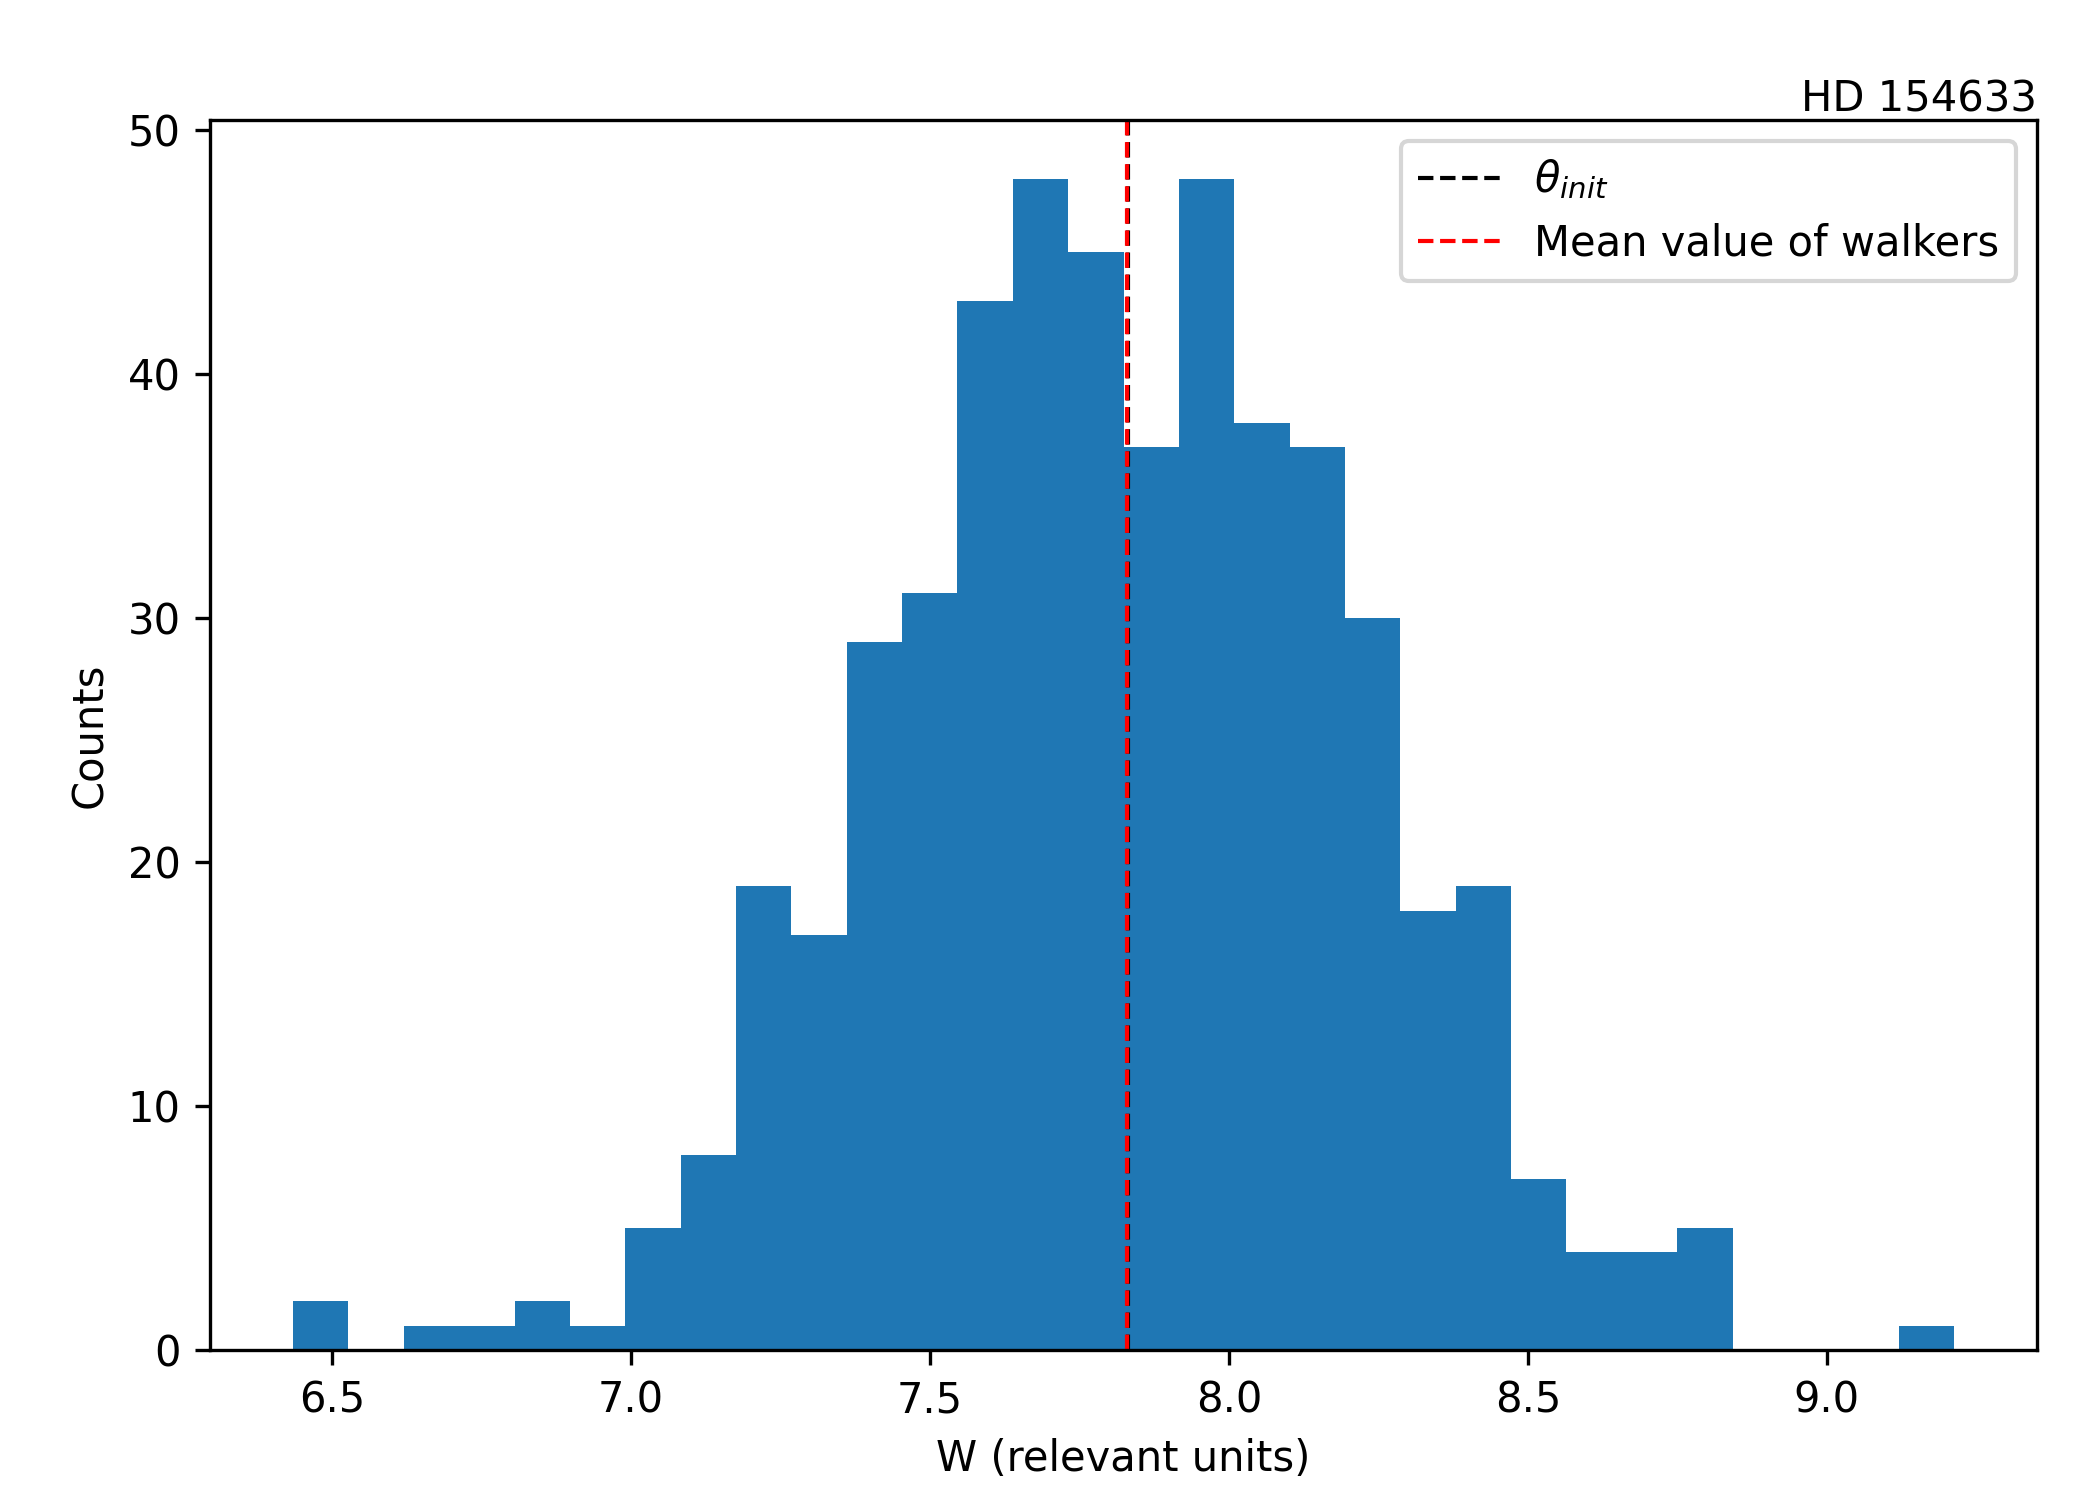 HD 154633
50
40
30
20
10
0
Counts
θinit
Mean value of walkers
6.5 7.0 7.5 8.0 8.5 9.0
W (relevant units)